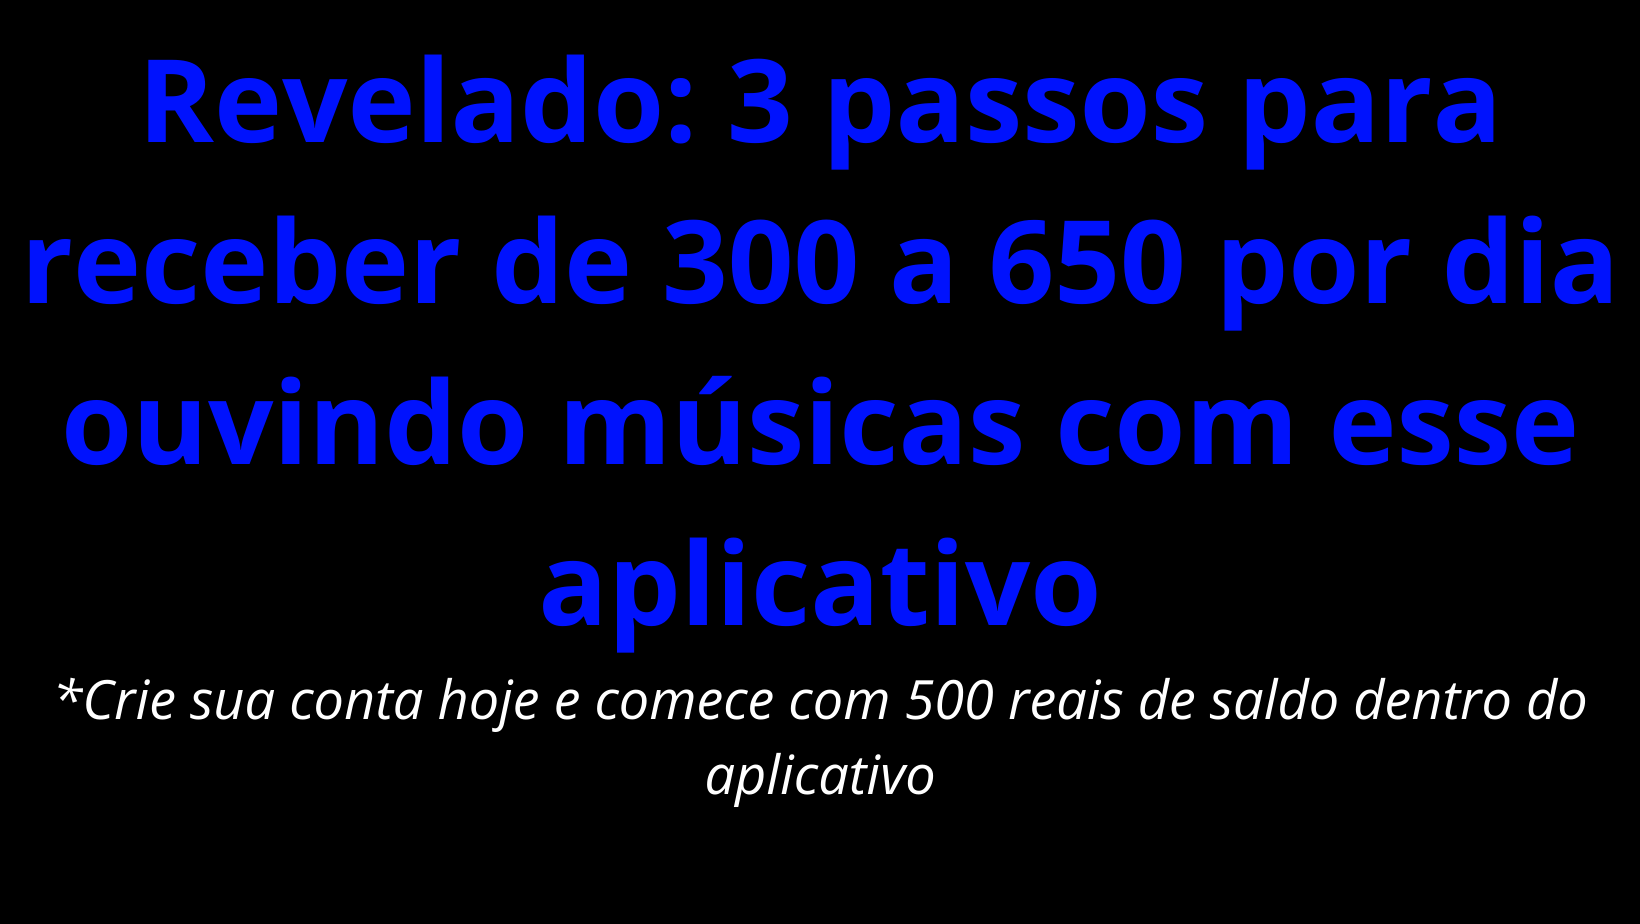 Revelado: 3 passos para
receber de 300 a 650 por dia
ouvindo músicas com esse
aplicativo
*Crie sua conta hoje e comece com 500 reais de saldo dentro do
aplicativo